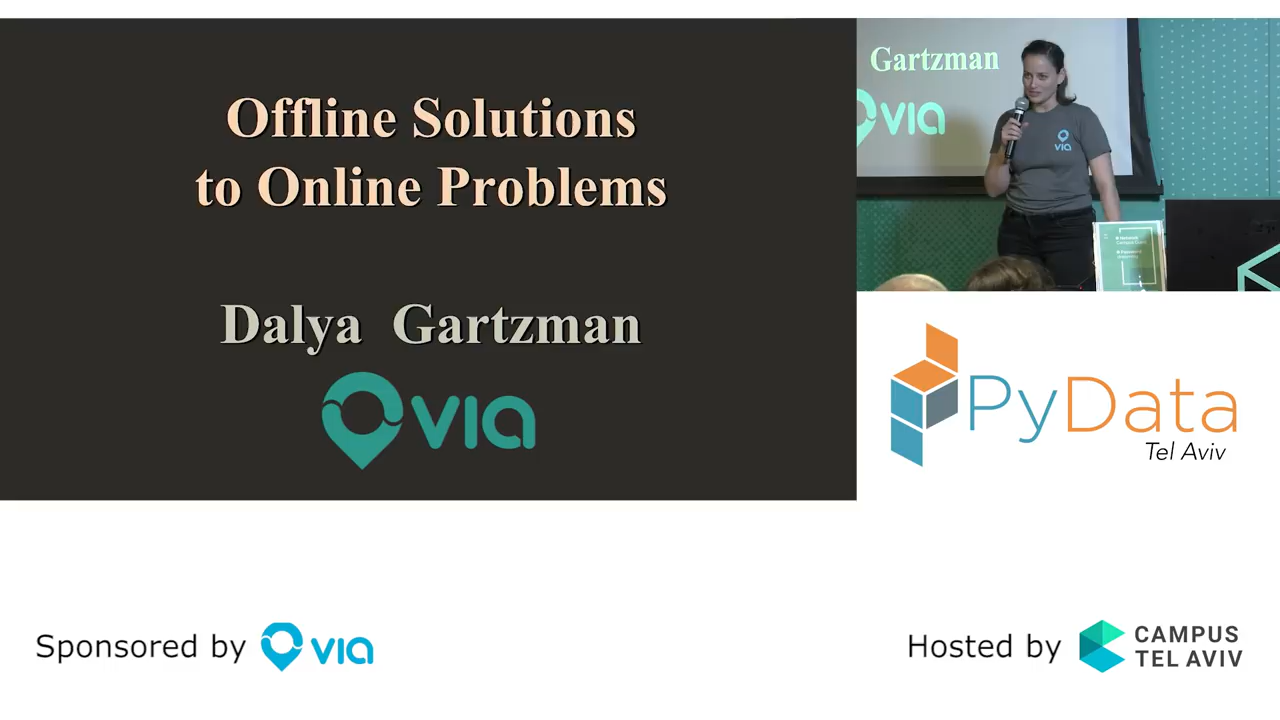 Offline Solutions
to Online Problems
Dalya Gartzman
via
Gartzman
via
via
PyData
Tel Aviv
Sponsored by via
Hosted by CAMPUS
TEL AVIV